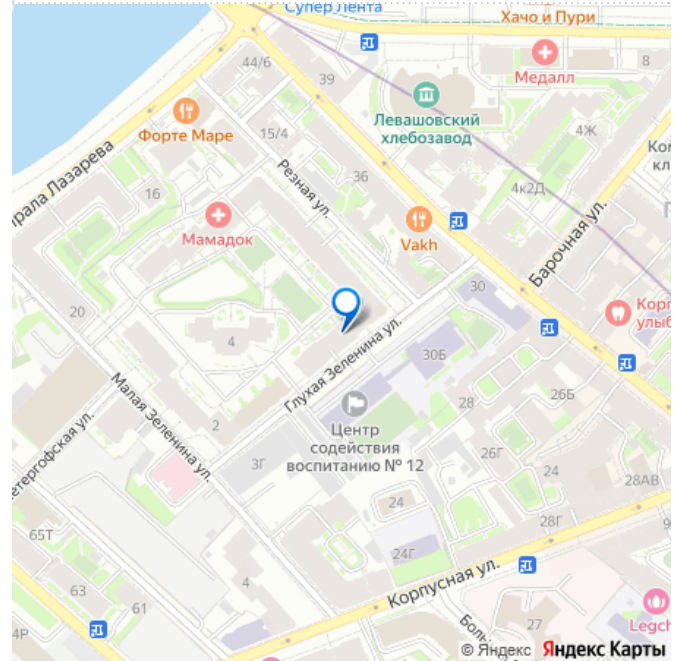 Супер Лента
Хачо и Пури
44/6
39
8
Медалл
Форте Маре
Левашовский
хлебозавод
15/4
4Ж
Резная ул.
36
16
4к2Д
Vakh
Мамадок
Барочная ул.
30
20
4
Глухая Зеленина ул.
30Б
28
26Б
Малая Зеленина ул.
2
Центр
содействия
воспитанию № 12
3Г
26Г
24
28АВ
24
28Г
65Т
24Г
4
Корпусная ул.
63
61
27
4Р
© Яндекс Яндекс Карты